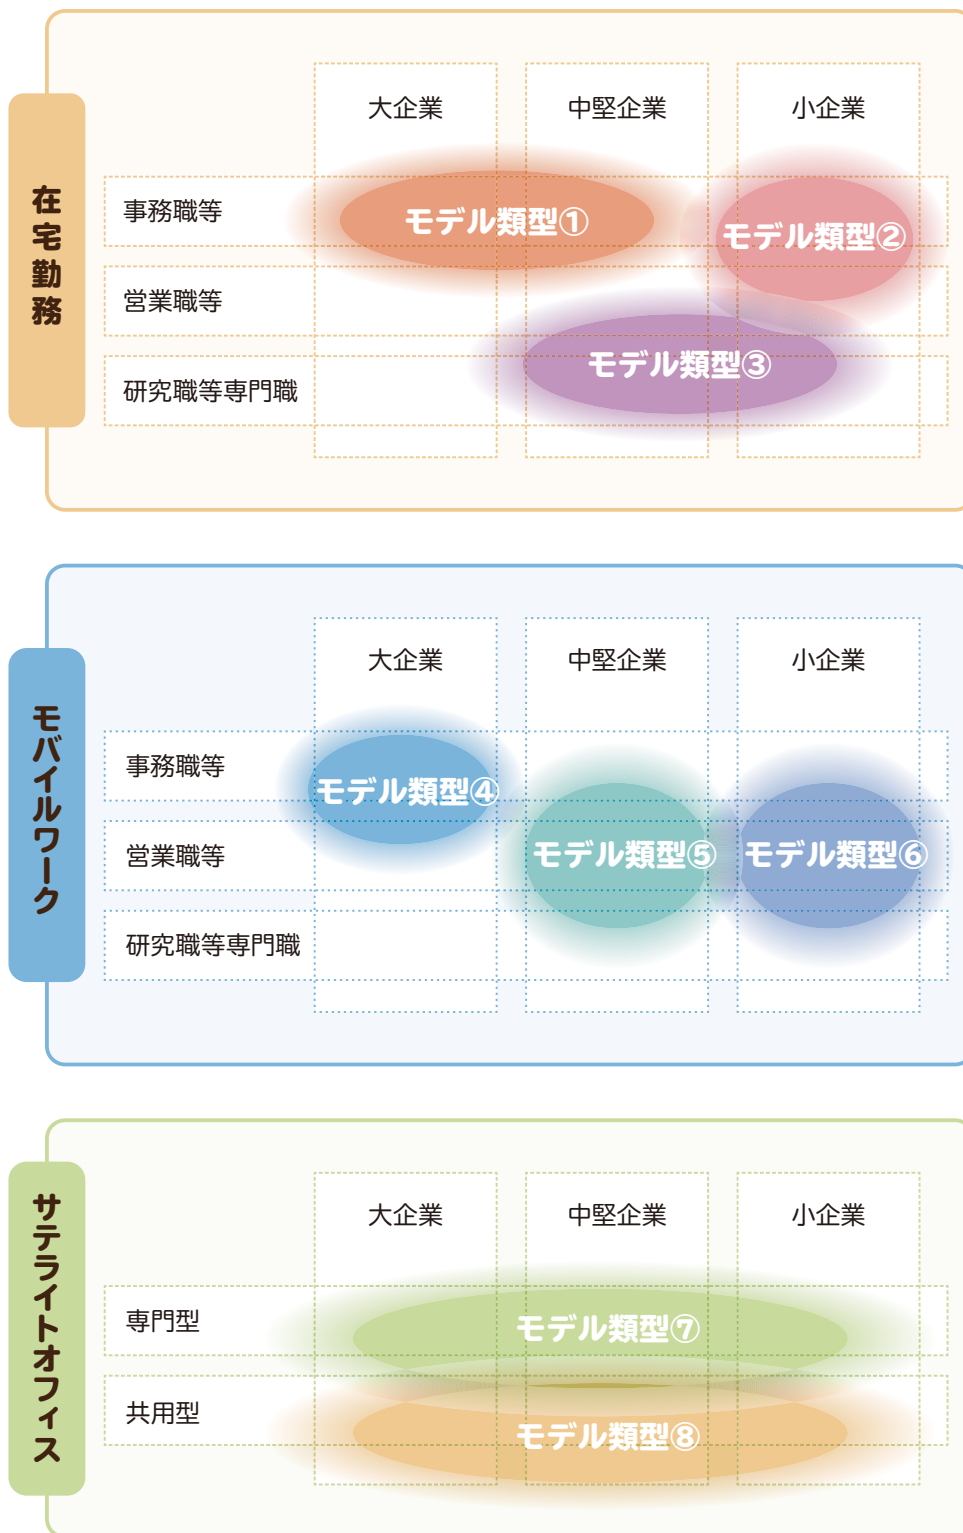 在宅勤務
大企業 中堅企業 小企業
事務職等
モデル類型① モデル類型②
営業職等
モデル類型③
研究職等専門職
モバイルワーク
大企業 中堅企業 小企業
事務職等
モデル類型④
営業職等
モデル類型⑤ モデル類型⑥
研究職等専門職
サテライトオフィス
大企業 中堅企業 小企業
専門型
モデル類型⑦
共用型
モデル類型⑧